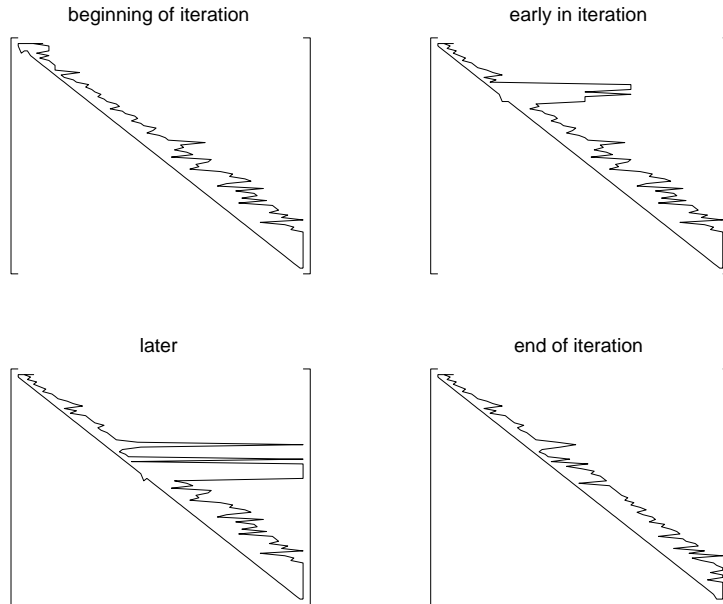 beginning of iteration
early in iteration
later
end of iteration